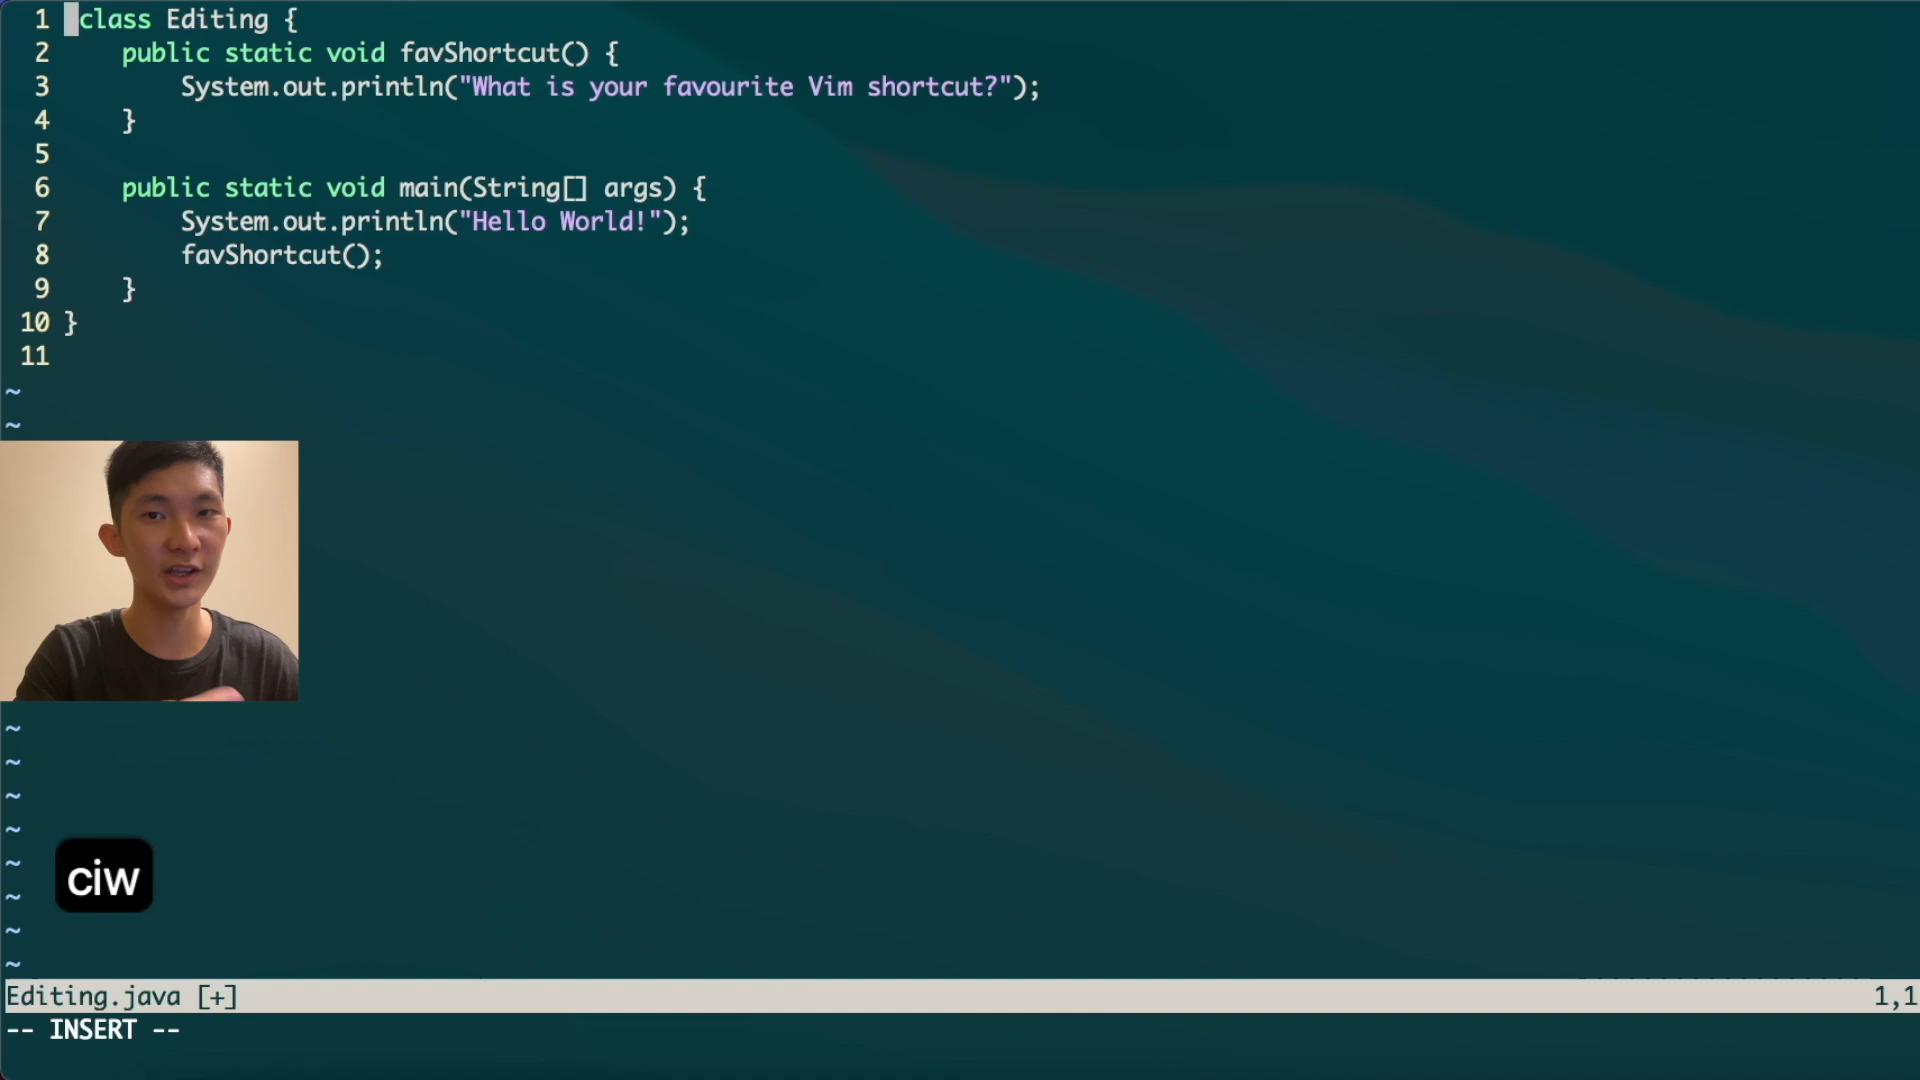 1 class Editing {
2 public static void favShortcut() {
3 System.out.println("What is your favourite Vim shortcut?");
4 }
5
6 public static void main(String[] args) {
7 System.out.println("Hello World!");
8 favShortcut();
9 }
10 }
11
~
~
~
~
~
~
~
~
~
~
ciw
Editing.java [+] 1,1
-- INSERT --